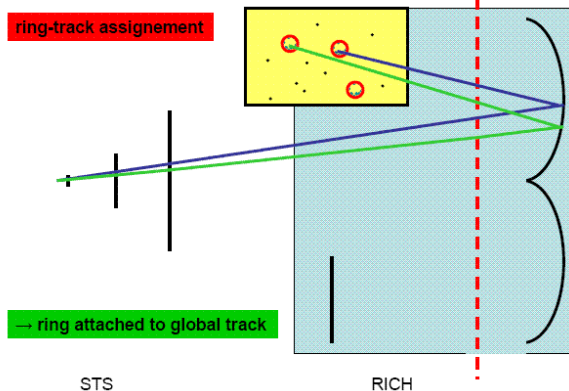 ring-track assignement
→ ring attached to global track
STS
RICH